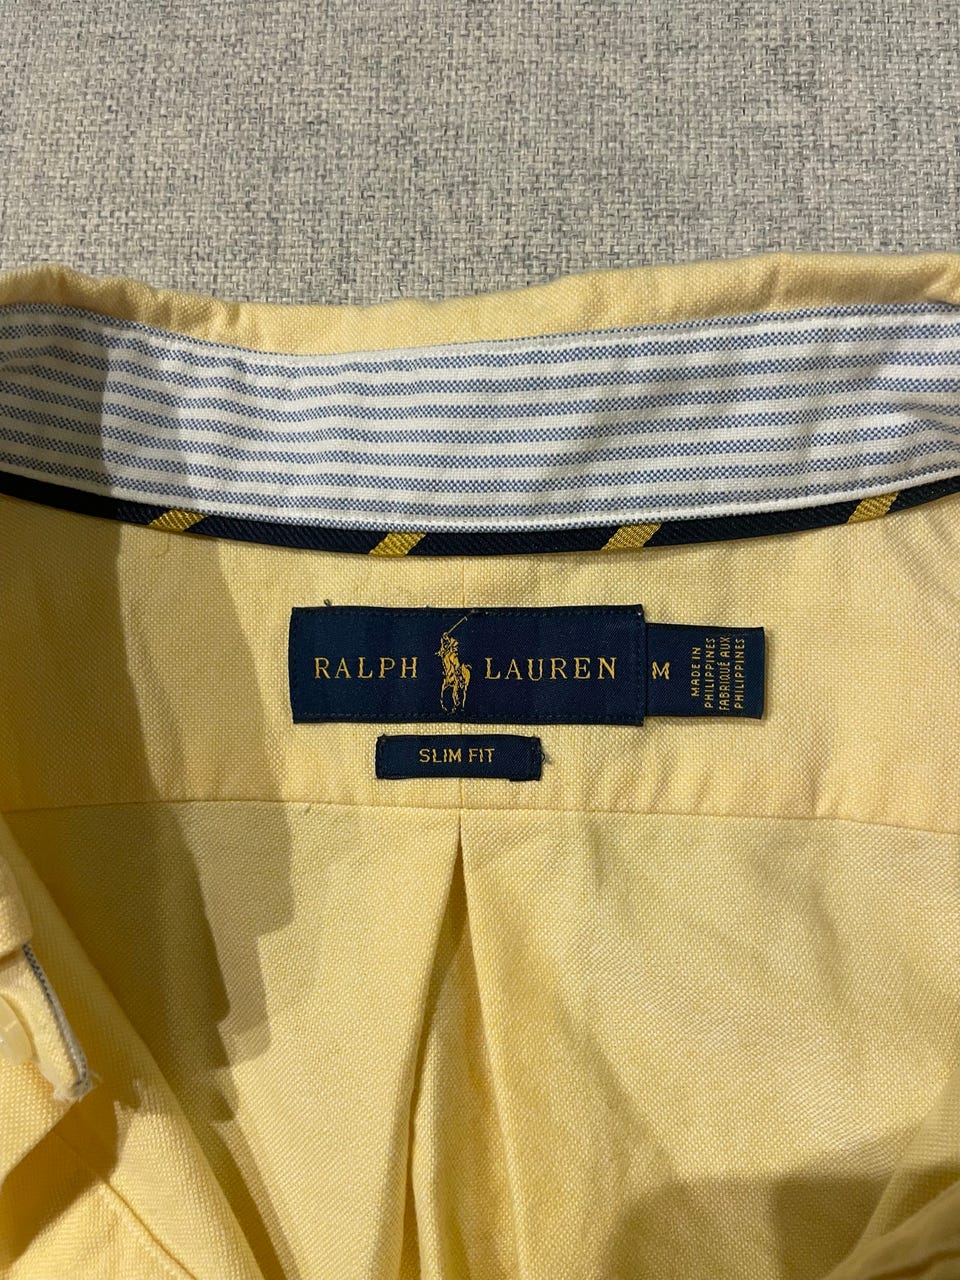 RALPH LAUREN
M
MADE IN
PHILIPPINES
FABRIQUÉ AUX
PHILIPPINES
SLIM FIT